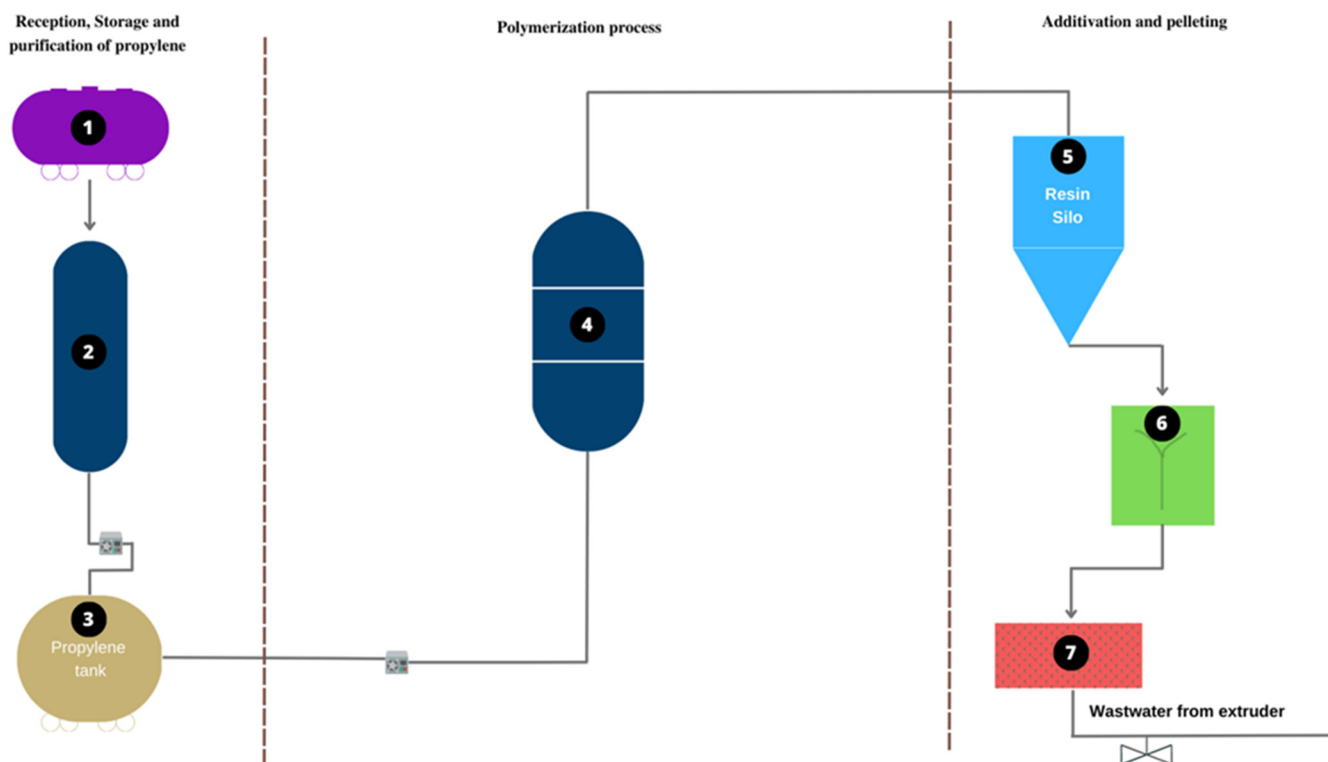 Reception, Storage and
purification of propylene
Polymerization process
Additivation and pelleting
1
2
3
Propylene
tank
4
5
Resin
Silo
6
7
Wastwater from extruder